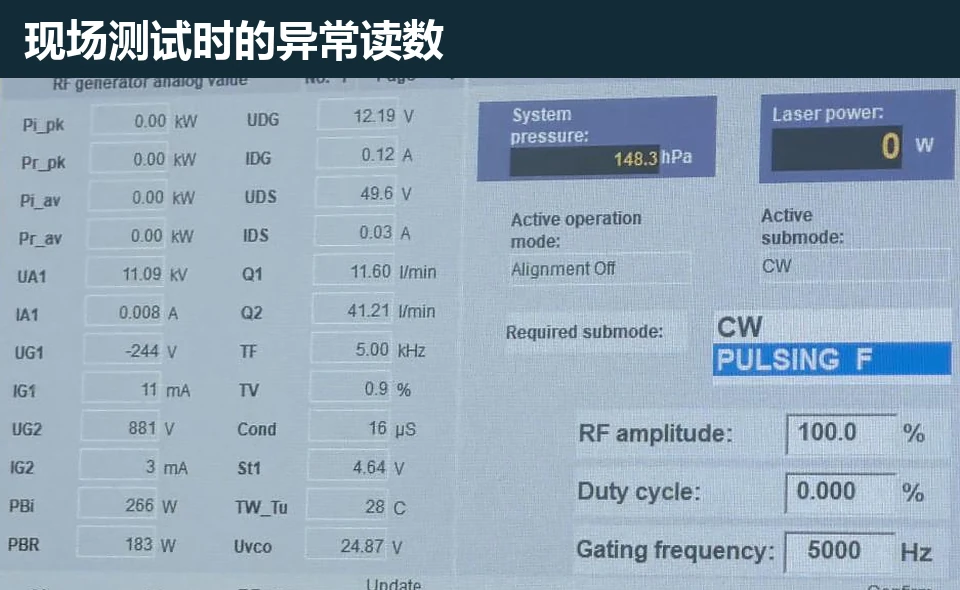 现场测试时的异常读数
RF generator analog value
Pi_pk 0.00 kW UDG 12.19 V
Pr_pk 0.00 kW IDG 0.12 A
Pi_av 0.00 kW UDS 49.6 V
Pr_av 0.00 kW IDS 0.03 A
UA1 11.09 kV Q1 11.60 l/min
IA1 0.008 A Q2 41.21 l/min
UG1 -244 V TF 5.00 kHz
IG1 11 mA TV 0.9 %
UG2 881 V Cond 16 µS
IG2 3 mA St1 4.64 V
PBi 266 W TW_Tu 28 C
PBR 183 W Uvco 24.87 V
Update
System
pressure:
148.3 hPa
Laser power:
0 W
Active operation
mode:
Alignment Off
Active
submode:
CW
Required submode:
CW
PULSING F
RF amplitude: 100.0 %
Duty cycle: 0.000 %
Gating frequency: 5000 Hz